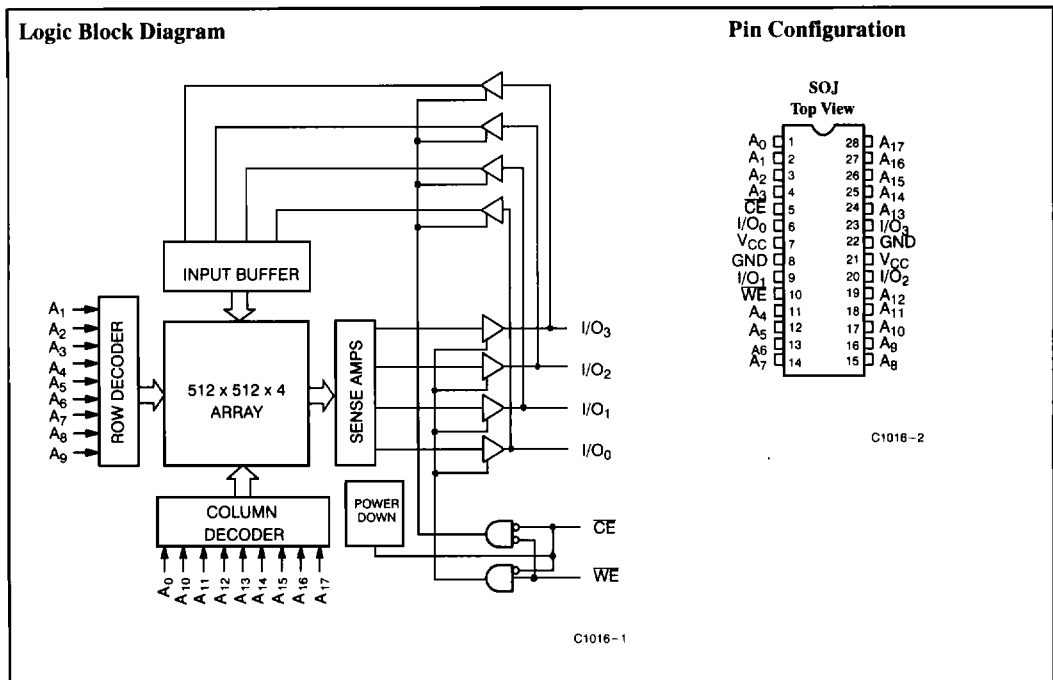 Logic Block Diagram
INPUT BUFFER
A1
A2
A3
A4
A5
A6
A7
A8
A9
ROW DECODER
512 x 512 x 4
ARRAY
SENSE AMPS
I/O3
I/O2
I/O1
I/O0
COLUMN
DECODER
POWER
DOWN
CE
WE
A0
A10
A11
A12
A13
A14
A15
A16
A17
C1016-1
Pin Configuration
SOJ
Top View
A0 1 28 A17
A1 2 27 A16
A2 3 26 A15
A3 4 25 A14
CE 5 24 A13
I/O0 6 23 I/O3
VCC 7 22 GND
GND 8 21 VCC
I/O1 9 20 I/O2
WE 10 19 A12
A4 11 18 A11
A5 12 17 A10
A6 13 16 A9
A7 14 15 A8
C1016-2